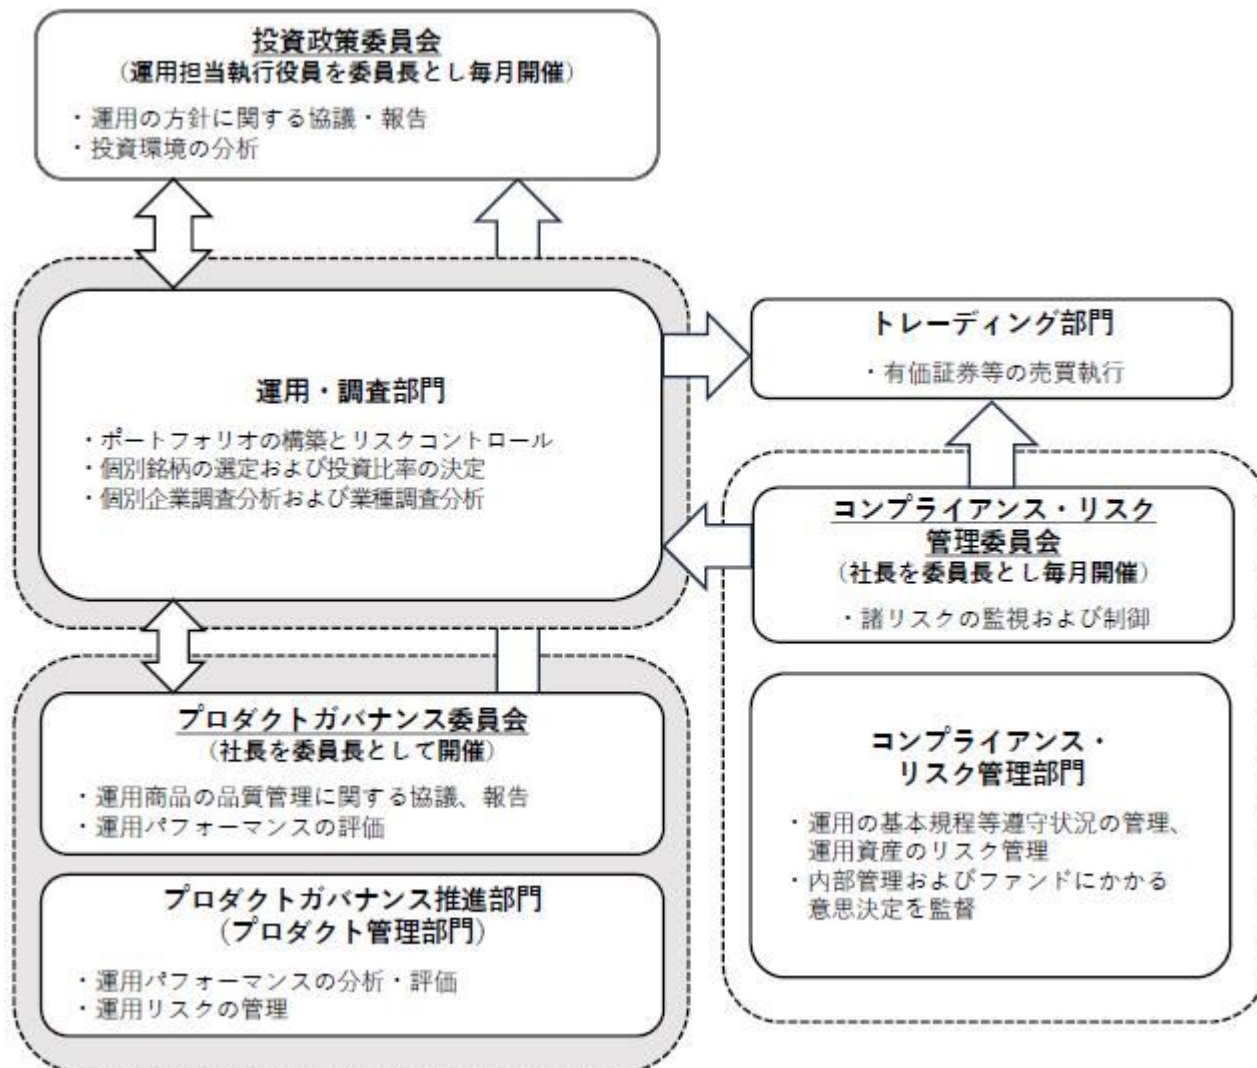 投資政策委員会
（運用担当執行役員を委員長とし毎月開催）
・運用の方針に関する協議・報告
・投資環境の分析
運用・調査部門
・ポートフォリオの構築とリスクコントロール
・個別銘柄の選定および投資比率の決定
・個別企業調査分析および業種調査分析
トレーディング部門
・有価証券等の売買執行
コンプライアンス・リスク
管理委員会
（社長を委員長とし毎月開催）
・諸リスクの監視および制御
コンプライアンス・
リスク管理部門
・運用の基本規程等遵守状況の管理、
運用資産のリスク管理
・内部管理およびファンドにかかる
意思決定を監督
プロダクトガバナンス委員会
（社長を委員長として開催）
・運用商品の品質管理に関する協議、報告
・運用パフォーマンスの評価
プロダクトガバナンス推進部門
（プロダクト管理部門）
・運用パフォーマンスの分析・評価
・運用リスクの管理